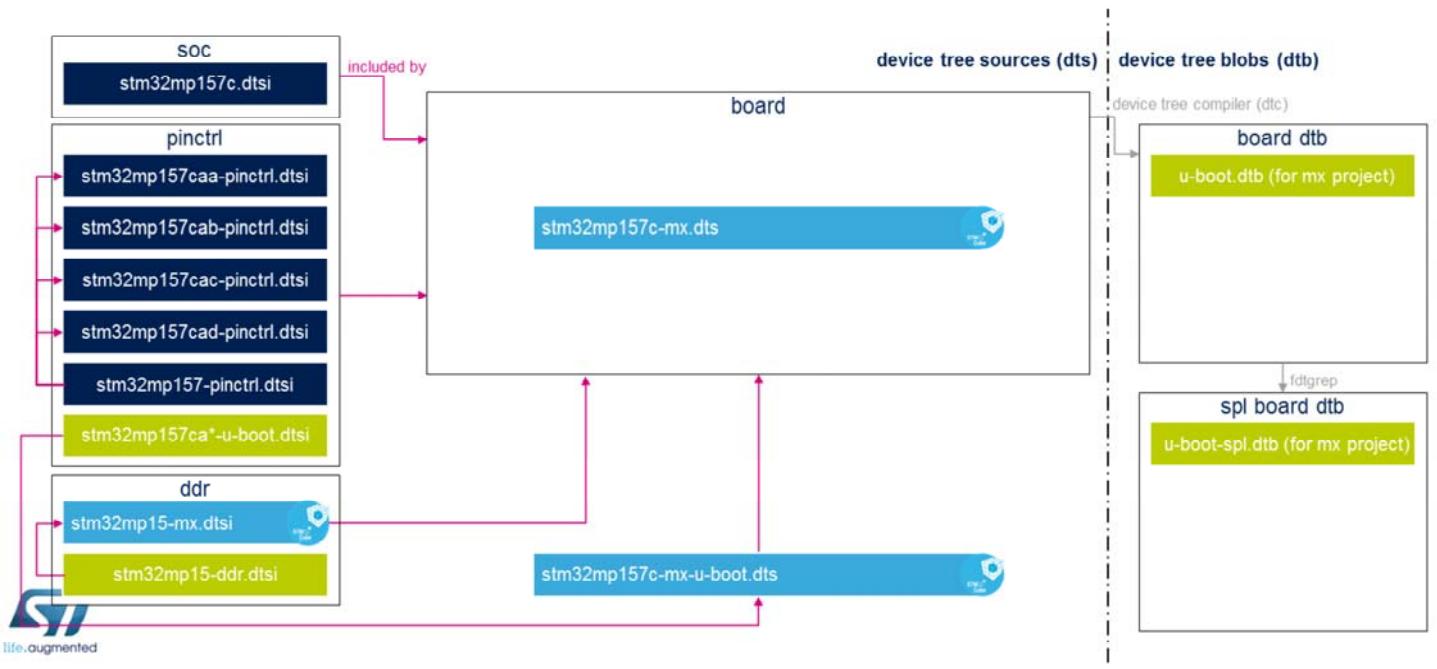 soc
stm32mp157c.dtsi
included by
device tree sources (dts)
device tree blobs (dtb)
pinctrl
stm32mp157caa-pinctrl.dtsi
stm32mp157cab-pinctrl.dtsi
stm32mp157cac-pinctrl.dtsi
stm32mp157cad-pinctrl.dtsi
stm32mp157-pinctrl.dtsi
stm32mp157ca*-u-boot.dtsi
ddr
stm32mp15-mx.dtsi
stm32mp15-ddr.dtsi
board
stm32mp157c-mx.dts
stm32mp157c-mx-u-boot.dts
device tree compiler (dtc)
board dtb
u-boot.dtb (for mx project)
fdtgrep
spl board dtb
u-boot-spl.dtb (for mx project)
ST
life.augmented